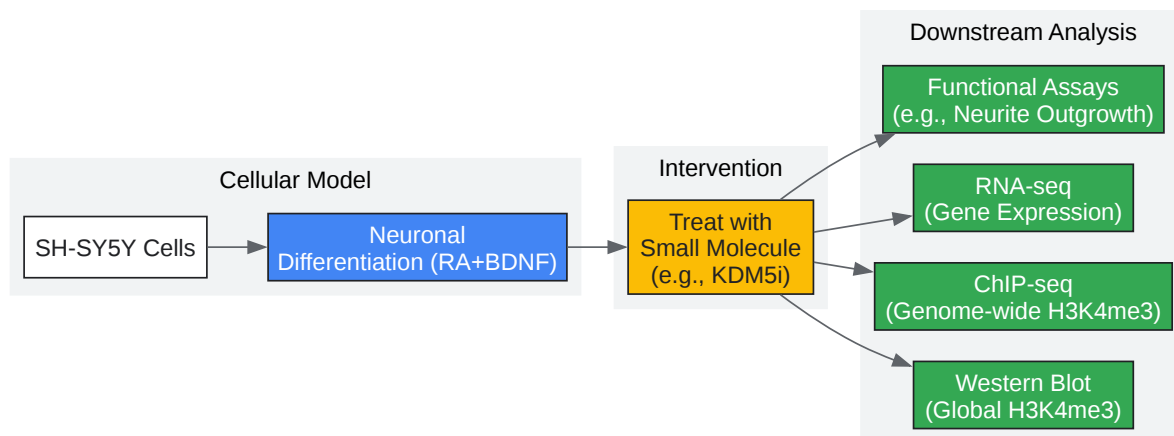 Cellular Model
SH-SY5Y Cells
Neuronal
Differentiation (RA+BDNF)
Intervention
Treat with
Small Molecule
(e.g., KDM5i)
Downstream Analysis
Functional Assays
(e.g., Neurite Outgrowth)
RNA-seq
(Gene Expression)
ChIP-seq
(Genome-wide H3K4me3)
Western Blot
(Global H3K4me3)